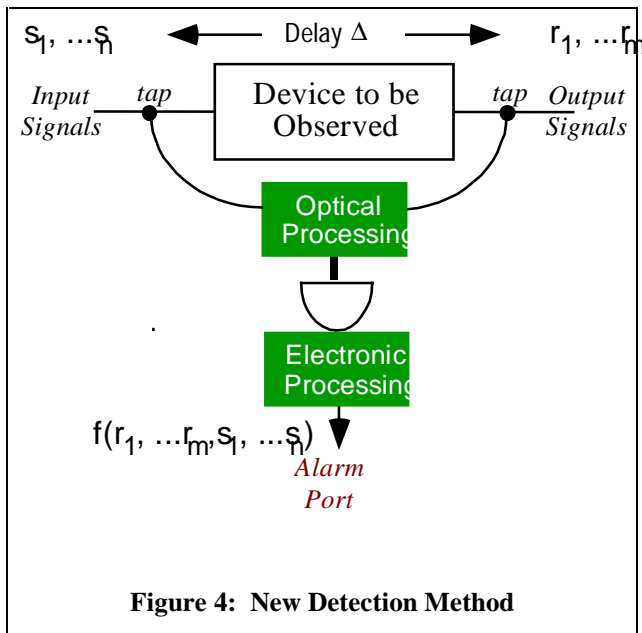 s1, ...sn Delay Δ r1, ...rm
Input Signals tap Device to be Observed tap Output Signals
Optical
Processing
Electronic
Processing
f(r1, ...rm,s1, ...sn)
Alarm
Port
Figure 4: New Detection Method